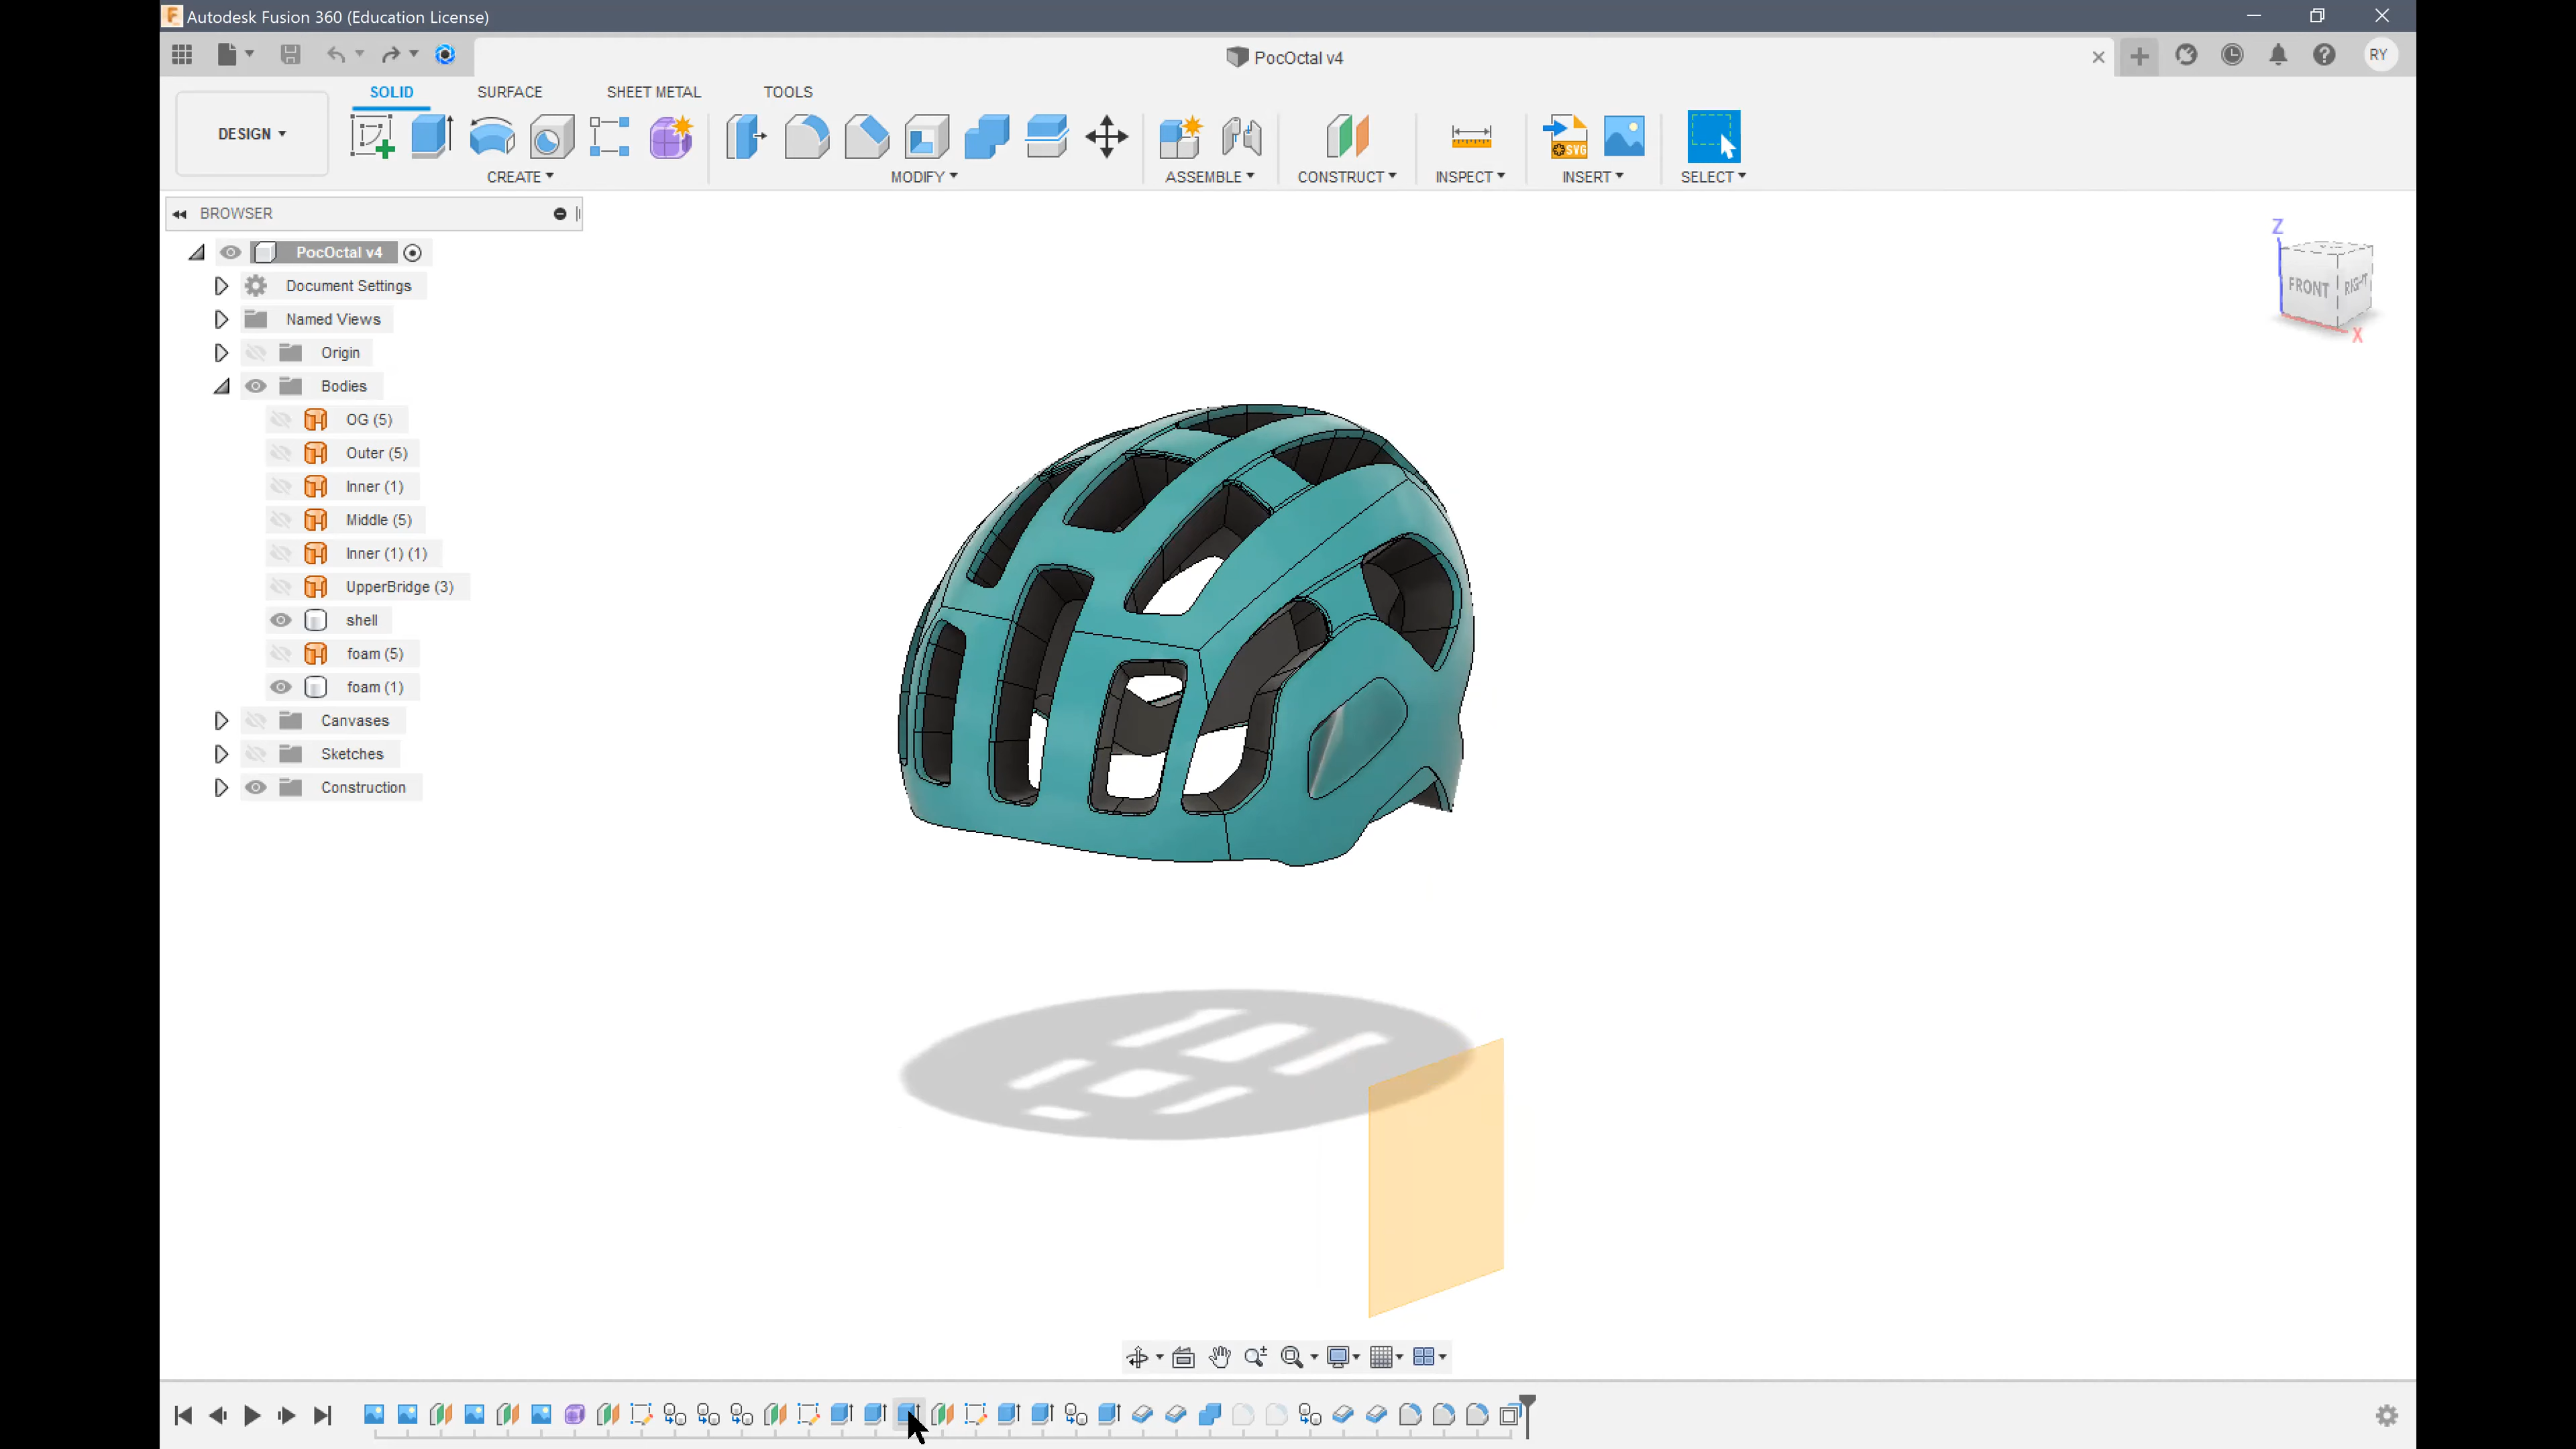 Autodesk Fusion 360 (Education License)
PocOctal v4
RY
SOLID SURFACE SHEET METAL TOOLS
DESIGN
SVG
CREATE MODIFY ASSEMBLE CONSTRUCT INSPECT INSERT SELECT
BROWSER
PocOctal v4
Document Settings
Named Views
Origin
Bodies
OG (5)
Outer (5)
Inner (1)
Middle (5)
Inner (1) (1)
UpperBridge (3)
shell
foam (5)
foam (1)
Canvases
Sketches
Construction
Z
FRONT RIGHT
X